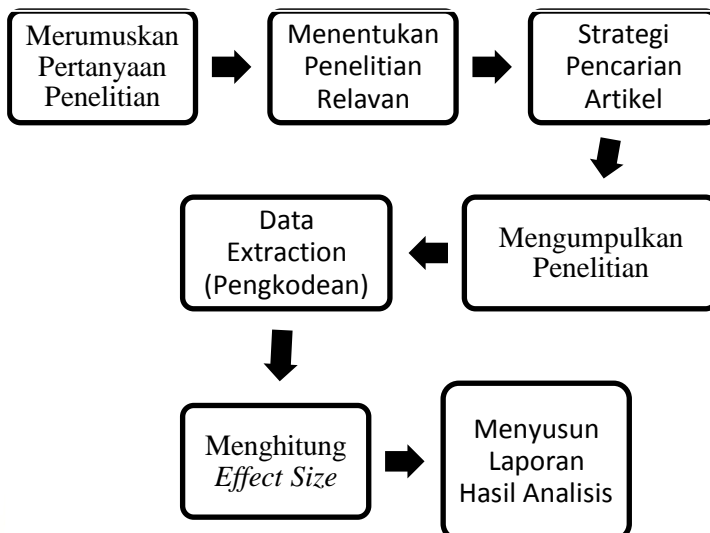 Merumuskan
Pertanyaan
Penelitian
Menentukan
Penelitian
Relavan
Strategi
Pencarian
Artikel
Mengumpulkan
Penelitian
Data
Extraction
(Pengkodean)
Menghitung
Effect Size
Menyusun
Laporan
Hasil Analisis